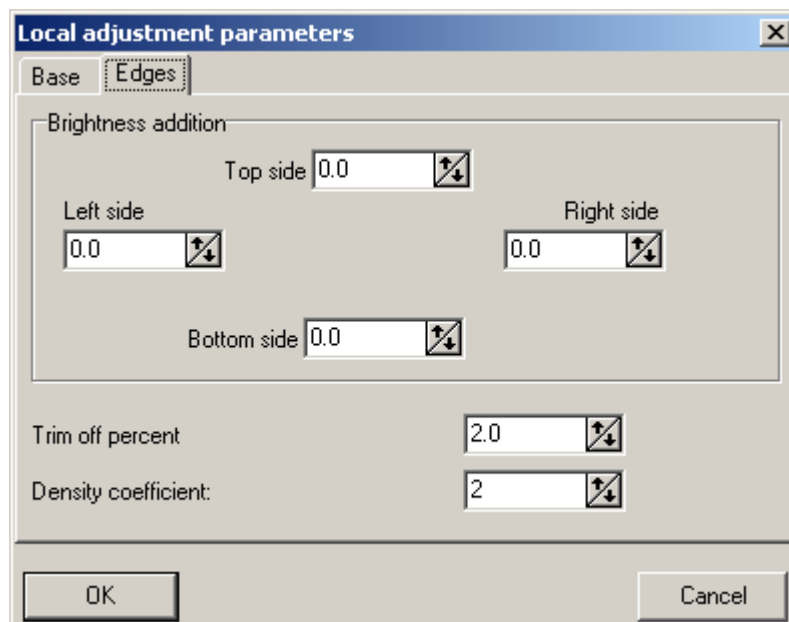 Local adjustment parameters
Base Edges
Brightness addition
Top side 0.0
Left side Right side
0.0 0.0
Bottom side 0.0
Trim off percent 2.0
Density coefficient: 2
OK Cancel